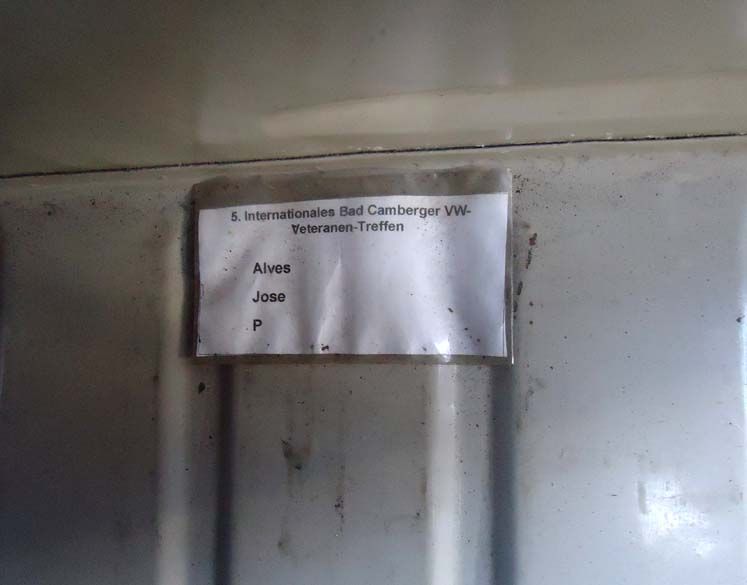 5. Internationales Bad Camberger VW-
Veteranen-Treffen
Alves
Jose
P